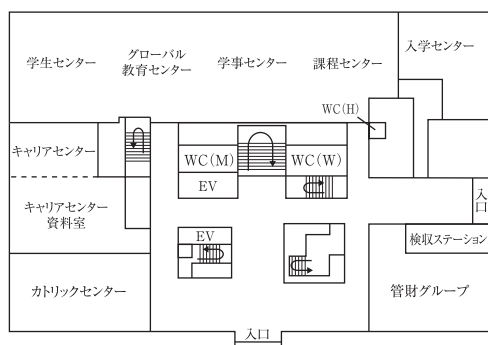 学生センター
グローバル
教育センター
学事センター
課程センター
入学センター
WC(H)
キャリアセンター
WC(M)
WC(W)
EV
キャリアセンター
資料室
入口
EV
検収ステーション
カトリックセンター
管財グループ
入口